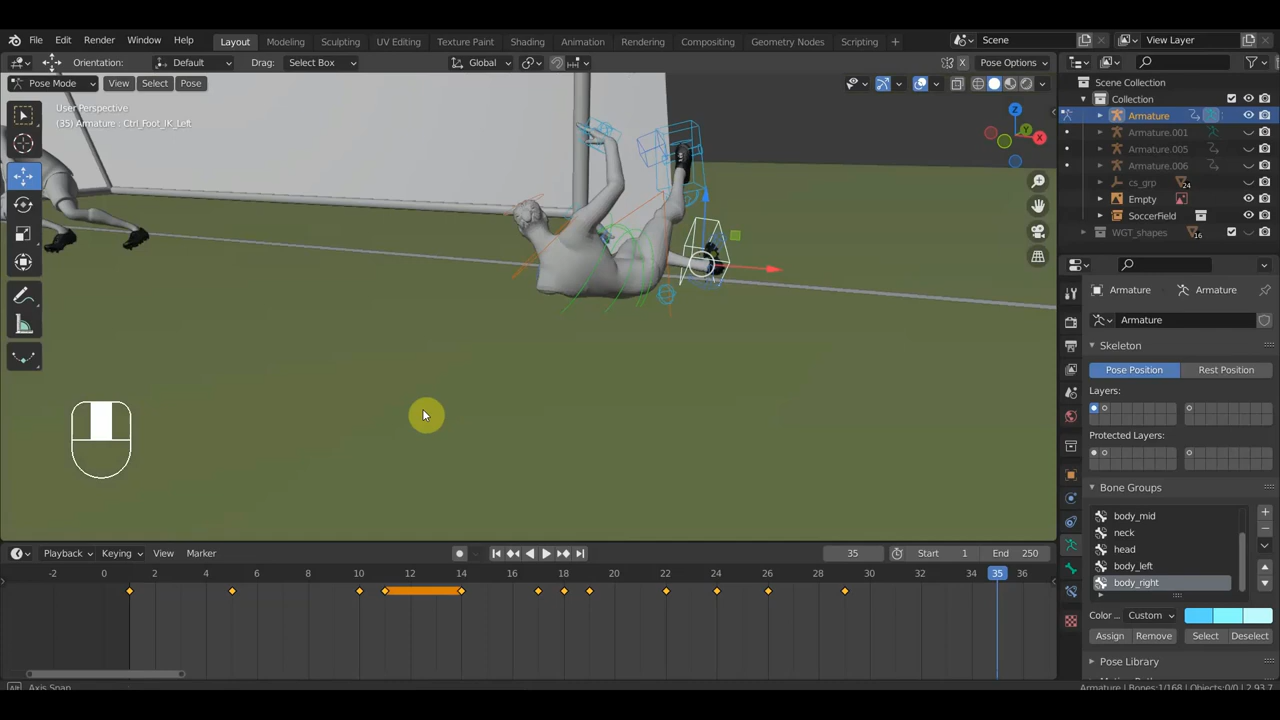 File Edit Render Window Help Layout Modeling Sculpting UV Editing Texture Paint Shading Animation Rendering Compositing Geometry Nodes Scripting + Scene View Layer
Orientation: Default Drag: Select Box Global X Pose Options
Pose Mode View Select Pose
User Perspective
(35) Armature : Ctrl_Foot_IK_Left
Z
Y
X
Scene Collection
Collection
Armature
Armature.001
Armature.005
Armature.006
cs_grp 24
Empty
SoccerField
WGT_shapes 16
Armature Armature
Armature
Skeleton
Pose Position Rest Position
Layers:
Protected Layers:
Bone Groups
body_mid
neck
head
body_left
body_right
Color ... Custom
Assign Remove Select Deselect
Pose Library
Playback Keying View Marker 35 Start 1 End 250
-2 0 2 4 6 8 10 12 14 16 18 20 22 24 26 28 30 32 34 35 36
Axis Snap
Armature | Bones:1/168 | Objects:0/0 | 2.93.7